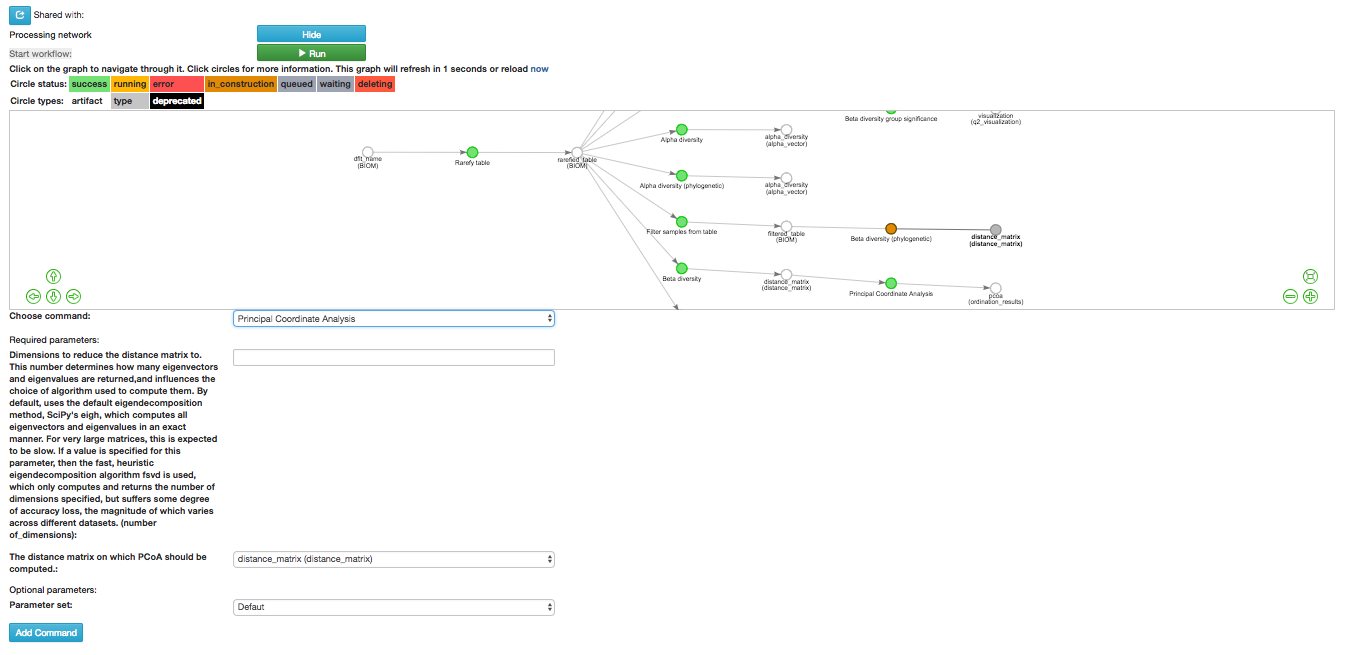 Shared with:
Processing network
Hide
Start workflow:
Run
Click on the graph to navigate through it. Click circles for more information. This graph will refresh in 1 seconds or reload now
Circle status: success running error in_construction queued waiting deleting
Circle types: artifact type deprecated
Beta diversity group significance
visualization
(q2_visualization)
Alpha diversity
alpha_diversity
(alpha_vector)
dflt_name
(BIOM)
Rarefy table
rarefied_table
(BIOM)
Alpha diversity (phylogenetic)
alpha_diversity
(alpha_vector)
Filter samples from table
filtered_table
(BIOM)
Beta diversity (phylogenetic)
distance_matrix
(distance_matrix)
Beta diversity
distance_matrix
(distance_matrix)
Principal Coordinate Analysis
pcoa
(ordination_results)
Choose command:
Principal Coordinate Analysis
Required parameters:
Dimensions to reduce the distance matrix to.
This number determines how many eigenvectors
and eigenvalues are returned,and influences the
choice of algorithm used to compute them. By
default, uses the default eigendecomposition
method, SciPy's eigh, which computes all
eigenvectors and eigenvalues in an exact
manner. For very large matrices, this is expected
to be slow. If a value is specified for this
parameter, then the fast, heuristic
eigendecomposition algorithm fsvd is used,
which only computes and returns the number of
dimensions specified, but suffers some degree
of accuracy loss, the magnitude of which varies
across different datasets. (number
of_dimensions):
The distance matrix on which PCoA should be
computed.:
distance_matrix (distance_matrix)
Optional parameters:
Parameter set:
Defaut
Add Command